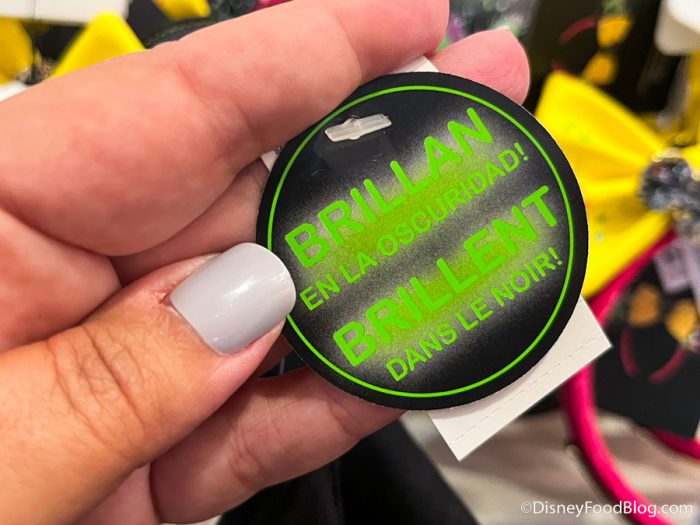 BRILLAN
EN LA OSCURIDAD!
BRILLENT
DANS LE NOIR!
©DisneyFoodBlog.com